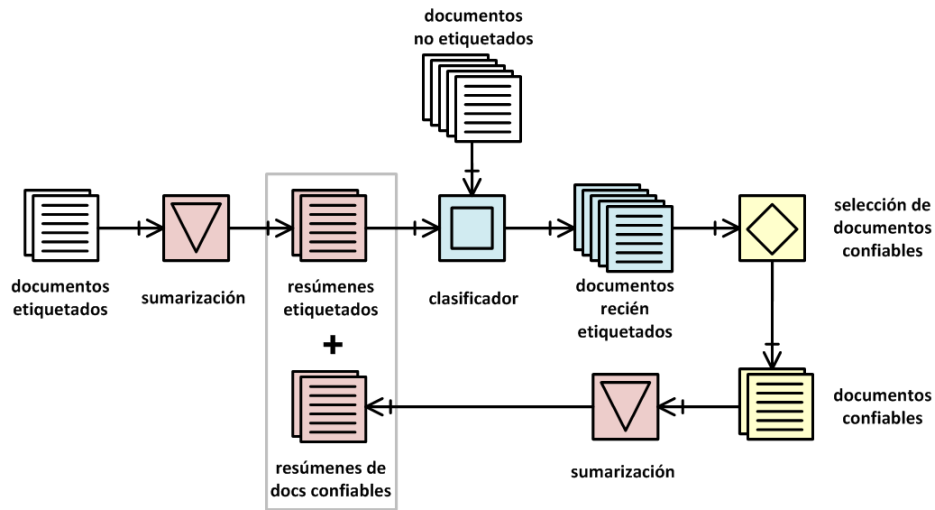 documentos
no etiquetados
documentos
etiquetados
sumarización
resúmenes
etiquetados
clasificador
documentos
recién
etiquetados
selección de
documentos
confiables
+
resúmenes de
docs confiables
sumarización
documentos
confiables